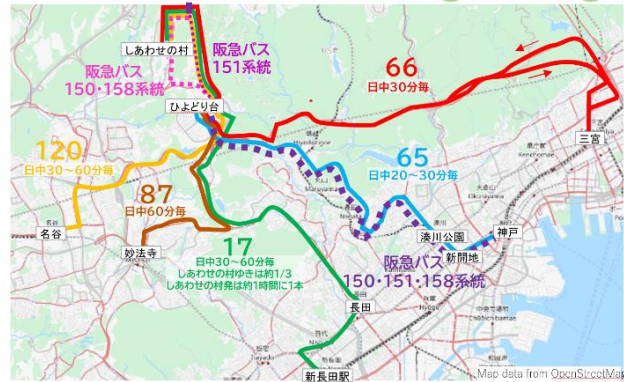 しあわせの村
阪急バス
151系統
阪急バス
150・158系統
ひよどり台
66
日中30分毎
三宮
120
日中30～60分毎
65
日中20～30分毎
87
日中60分毎
名谷
妙法寺
17
日中30～60分毎
しあわせの村ゆきは約1/3
しあわせの村発は約1時間に1本
湊川公園
神戸
新開地
阪急バス
150・151・158系統
長田
新長田駅
Map data from OpenStreetMap